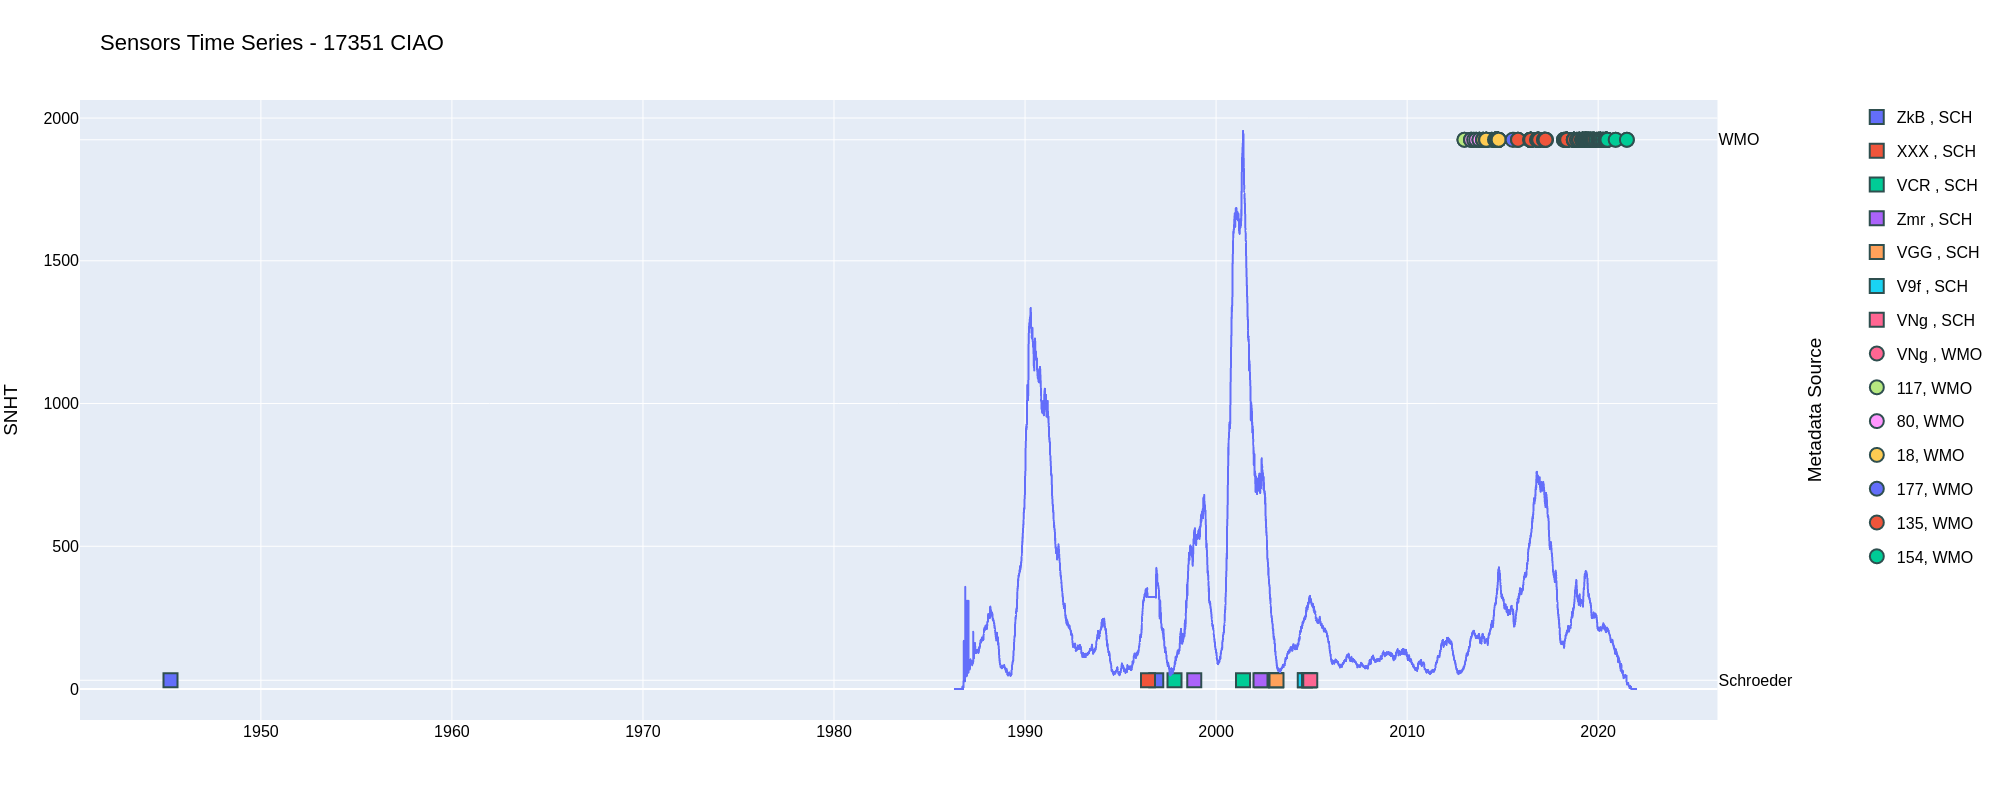 Sensors Time Series - 17351 CIAO
SNHT
2000
1500
1000
500
0
1950
1960
1970
1980
1990
2000
2010
2020
WMO
Schroeder
Metadata Source
ZkB , SCH
XXX , SCH
VCR , SCH
Zmr , SCH
VGG , SCH
V9f , SCH
VNg , SCH
VNg , WMO
117, WMO
80, WMO
18, WMO
177, WMO
135, WMO
154, WMO